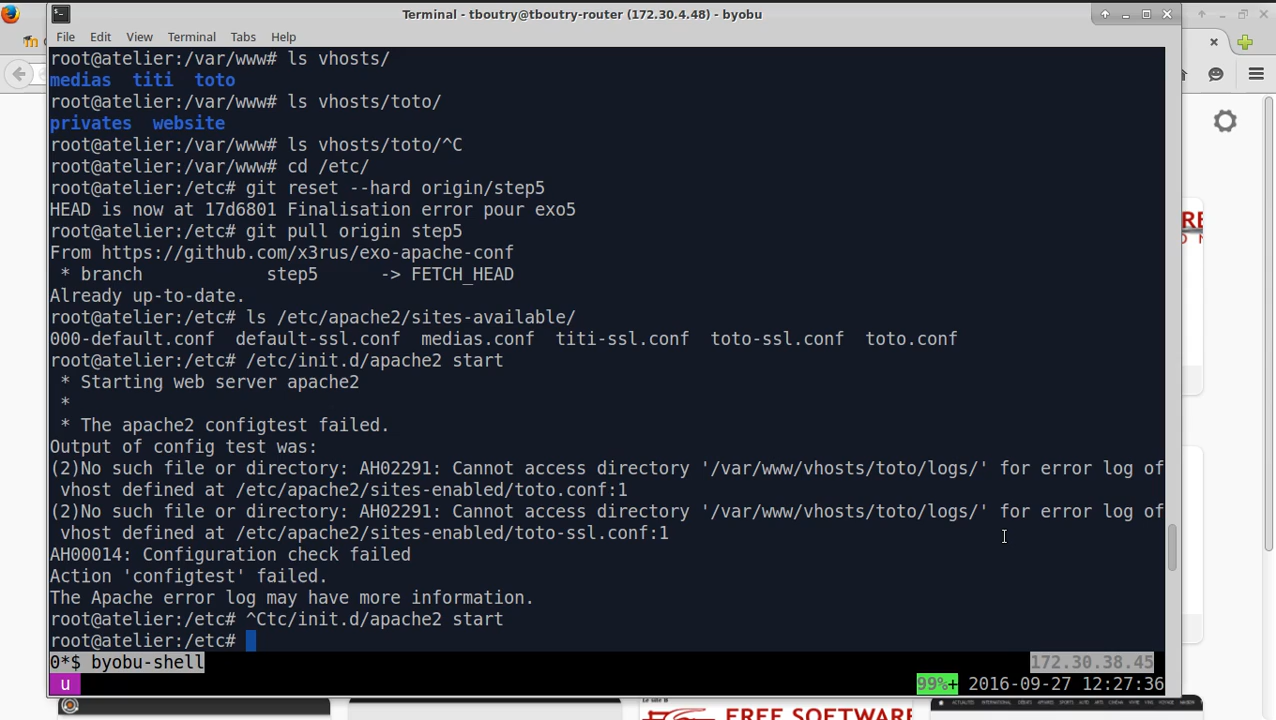 Terminal - tboutry@tboutry-router (172.30.4.48) - byobu
File Edit View Terminal Tabs Help
root@atelier:/var/www# ls vhosts/
medias titi toto
root@atelier:/var/www# ls vhosts/toto/
privates website
root@atelier:/var/www# ls vhosts/toto/^C
root@atelier:/var/www# cd /etc/
root@atelier:/etc# git reset --hard origin/step5
HEAD is now at 17d6801 Finalisation error pour exo5
root@atelier:/etc# git pull origin step5
From https://github.com/x3rus/exo-apache-conf
* branch step5 -> FETCH_HEAD
Already up-to-date.
root@atelier:/etc# ls /etc/apache2/sites-available/
000-default.conf default-ssl.conf medias.conf titi-ssl.conf toto-ssl.conf toto.conf
root@atelier:/etc# /etc/init.d/apache2 start
* Starting web server apache2
*
* The apache2 configtest failed.
Output of config test was:
(2)No such file or directory: AH02291: Cannot access directory '/var/www/vhosts/toto/logs/' for error log of
vhost defined at /etc/apache2/sites-enabled/toto.conf:1
(2)No such file or directory: AH02291: Cannot access directory '/var/www/vhosts/toto/logs/' for error log of
vhost defined at /etc/apache2/sites-enabled/toto-ssl.conf:1
AH00014: Configuration check failed
Action 'configtest' failed.
The Apache error log may have more information.
root@atelier:/etc# ^Ctc/init.d/apache2 start
root@atelier:/etc#
0*$ byobu-shell 172.30.38.45
u 99%+ 2016-09-27 12:27:36
FREE SOFTWARE